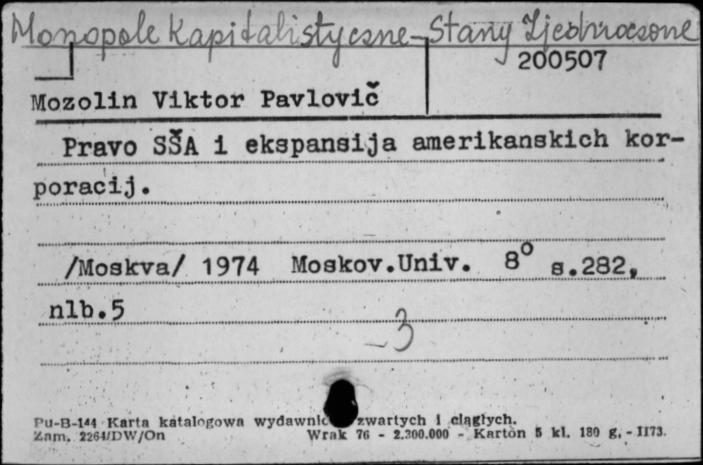 Monopole kapitalistyczne - Stany Zjednoczone
200507
Mozolin Viktor Pavlovič
Pravo SŠA i ekspansija amerikanskich kor-
poracij.
/Moskva/ 1974 Moskov.Univ. 8° s.282,
nlb.5
3
Pu-B-144 Karta katalogowa wydawnic zwartych i ciągłych.
Zam. 2264/DW/On Wrak 76 - 2.300.000 - Karton 5 kl. 180 g. - II73.